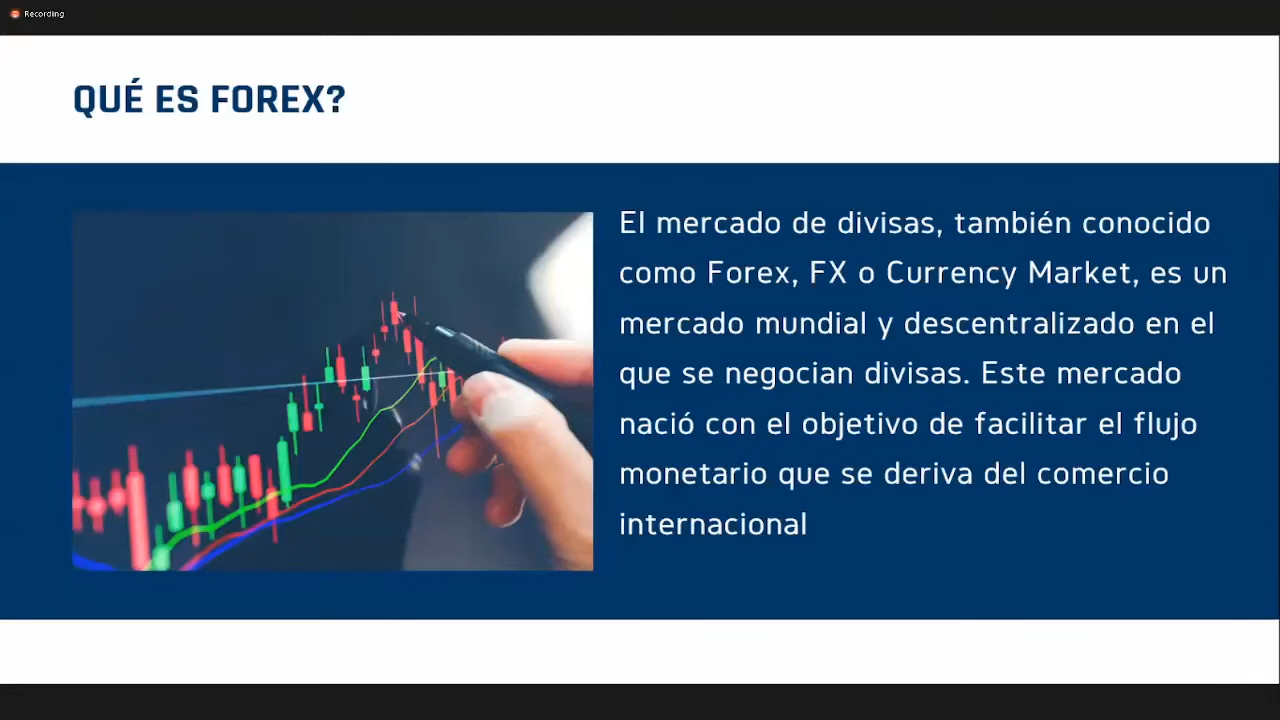 Recording
QUÉ ES FOREX?
El mercado de divisas, también conocido
como Forex, FX o Currency Market, es un
mercado mundial y descentralizado en el
que se negocian divisas. Este mercado
nació con el objetivo de facilitar el flujo
monetario que se deriva del comercio
internacional